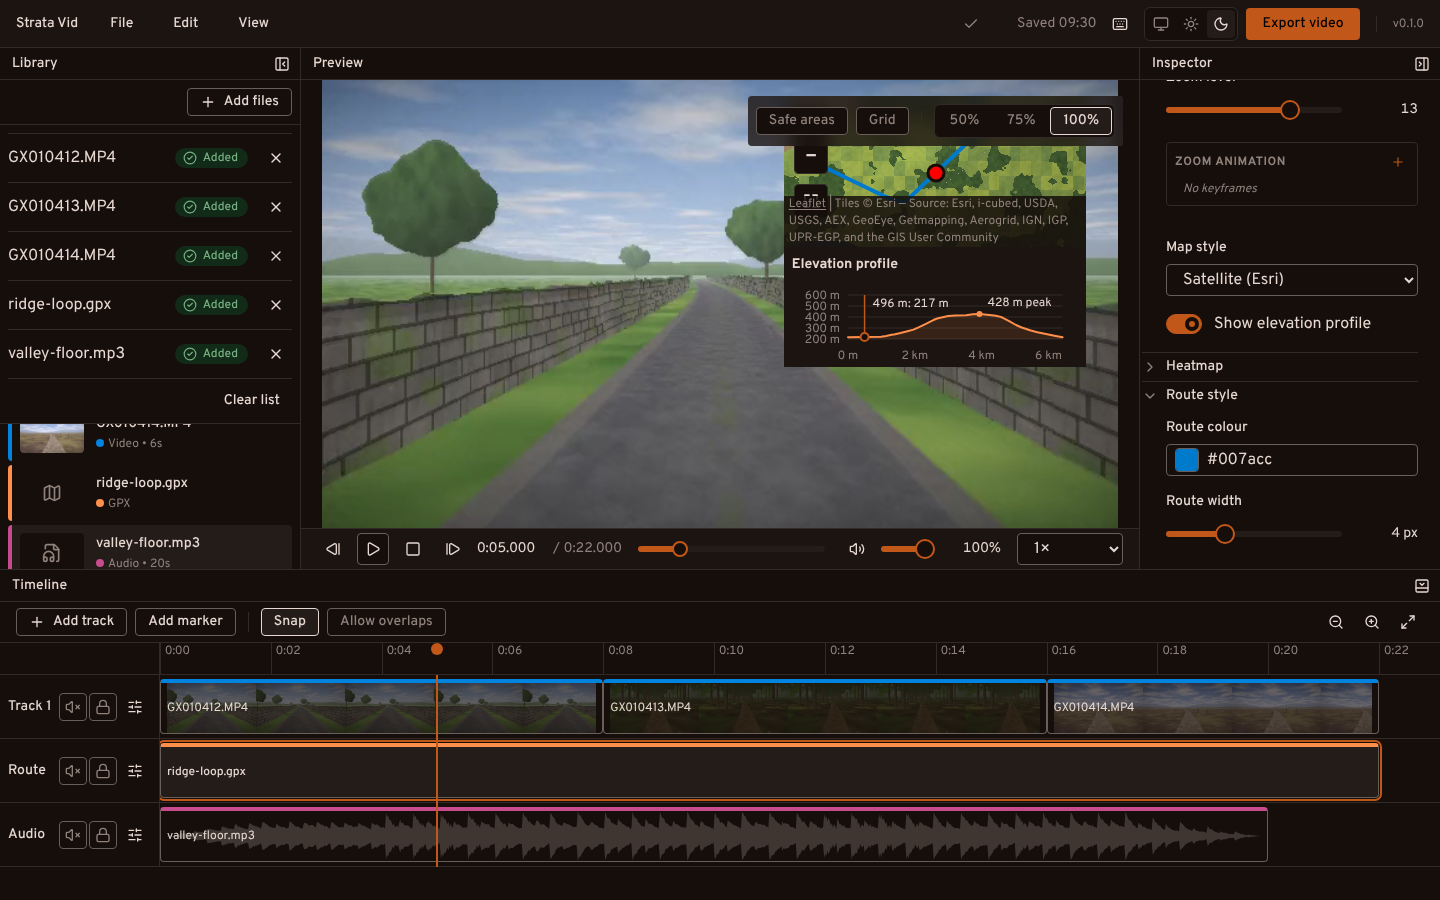 Strata Vid
File
Edit
View
Saved 09:30
Export video
v0.1.0
Library
Add files
GX010412.MP4
Added
GX010413.MP4
Added
GX010414.MP4
Added
ridge-loop.gpx
Added
valley-floor.mp3
Added
Clear list
GX010414.MP4
Video • 6s
ridge-loop.gpx
GPX
valley-floor.mp3
Audio • 20s
Preview
Safe areas
Grid
50%
75%
100%
Leaflet | Tiles © Esri — Source: Esri, i-cubed, USDA,
USGS, AEX, GeoEye, Getmapping, Aerogrid, IGN, IGP,
UPR-EGP, and the GIS User Community
Elevation profile
600 m
500 m
400 m
300 m
200 m
496 m: 217 m
428 m peak
0 m
2 km
4 km
6 km
0:05.000
/ 0:22.000
100%
1×
Inspector
Zoom level
13
ZOOM ANIMATION
No keyframes
Map style
Satellite (Esri)
Show elevation profile
Heatmap
Route style
Route colour
#007acc
Route width
4 px
Timeline
Add track
Add marker
Snap
Allow overlaps
0:00
0:02
0:04
0:06
0:08
0:10
0:12
0:14
0:16
0:18
0:20
0:22
Track 1
GX010412.MP4
GX010413.MP4
GX010414.MP4
Route
ridge-loop.gpx
Audio
valley-floor.mp3